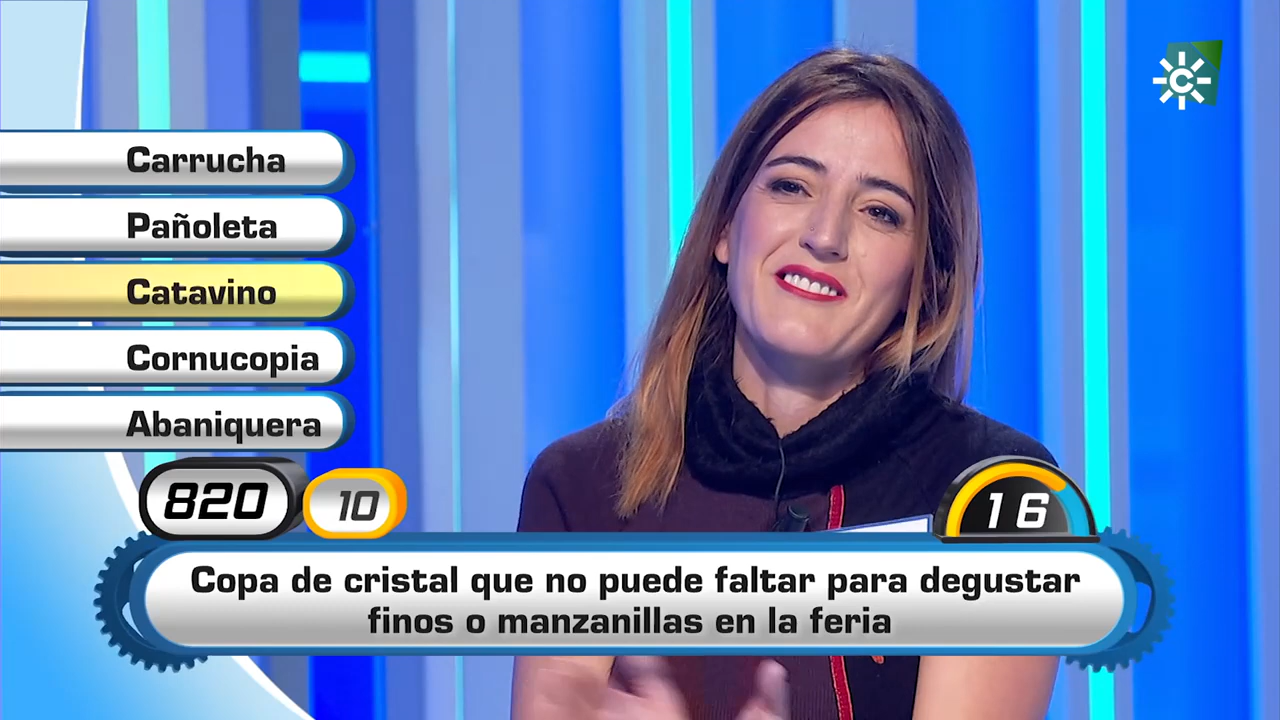 Carrucha
Pañoleta
Catavino
Cornucopia
Abaniquera
820 10
16
Copa de cristal que no puede faltar para degustar
finos o manzanillas en la feria